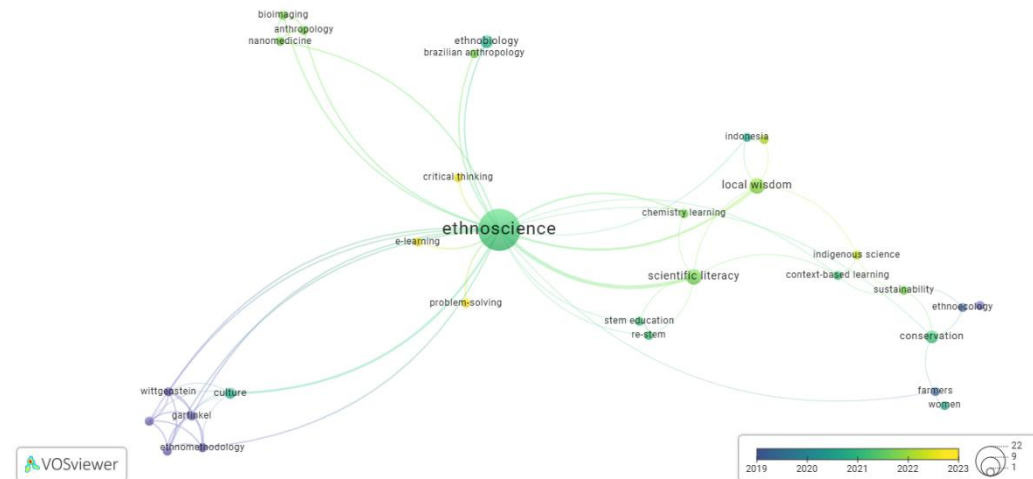 bioimaging
anthropology
nanomedicine
ethnobiology
brazilian anthropology
indonesia
critical thinking
local wisdom
chemistry learning
ethnoscience
e-learning
indigenous science
scientific literacy
context-based learning
sustainability
problem-solving
ethnoecology
stem education
re-stem
conservation
wittgenstein
culture
farmers
women
garfinkel
ethnometodology
VOSviewer
22
9
1
2019 2020 2021 2022 2023